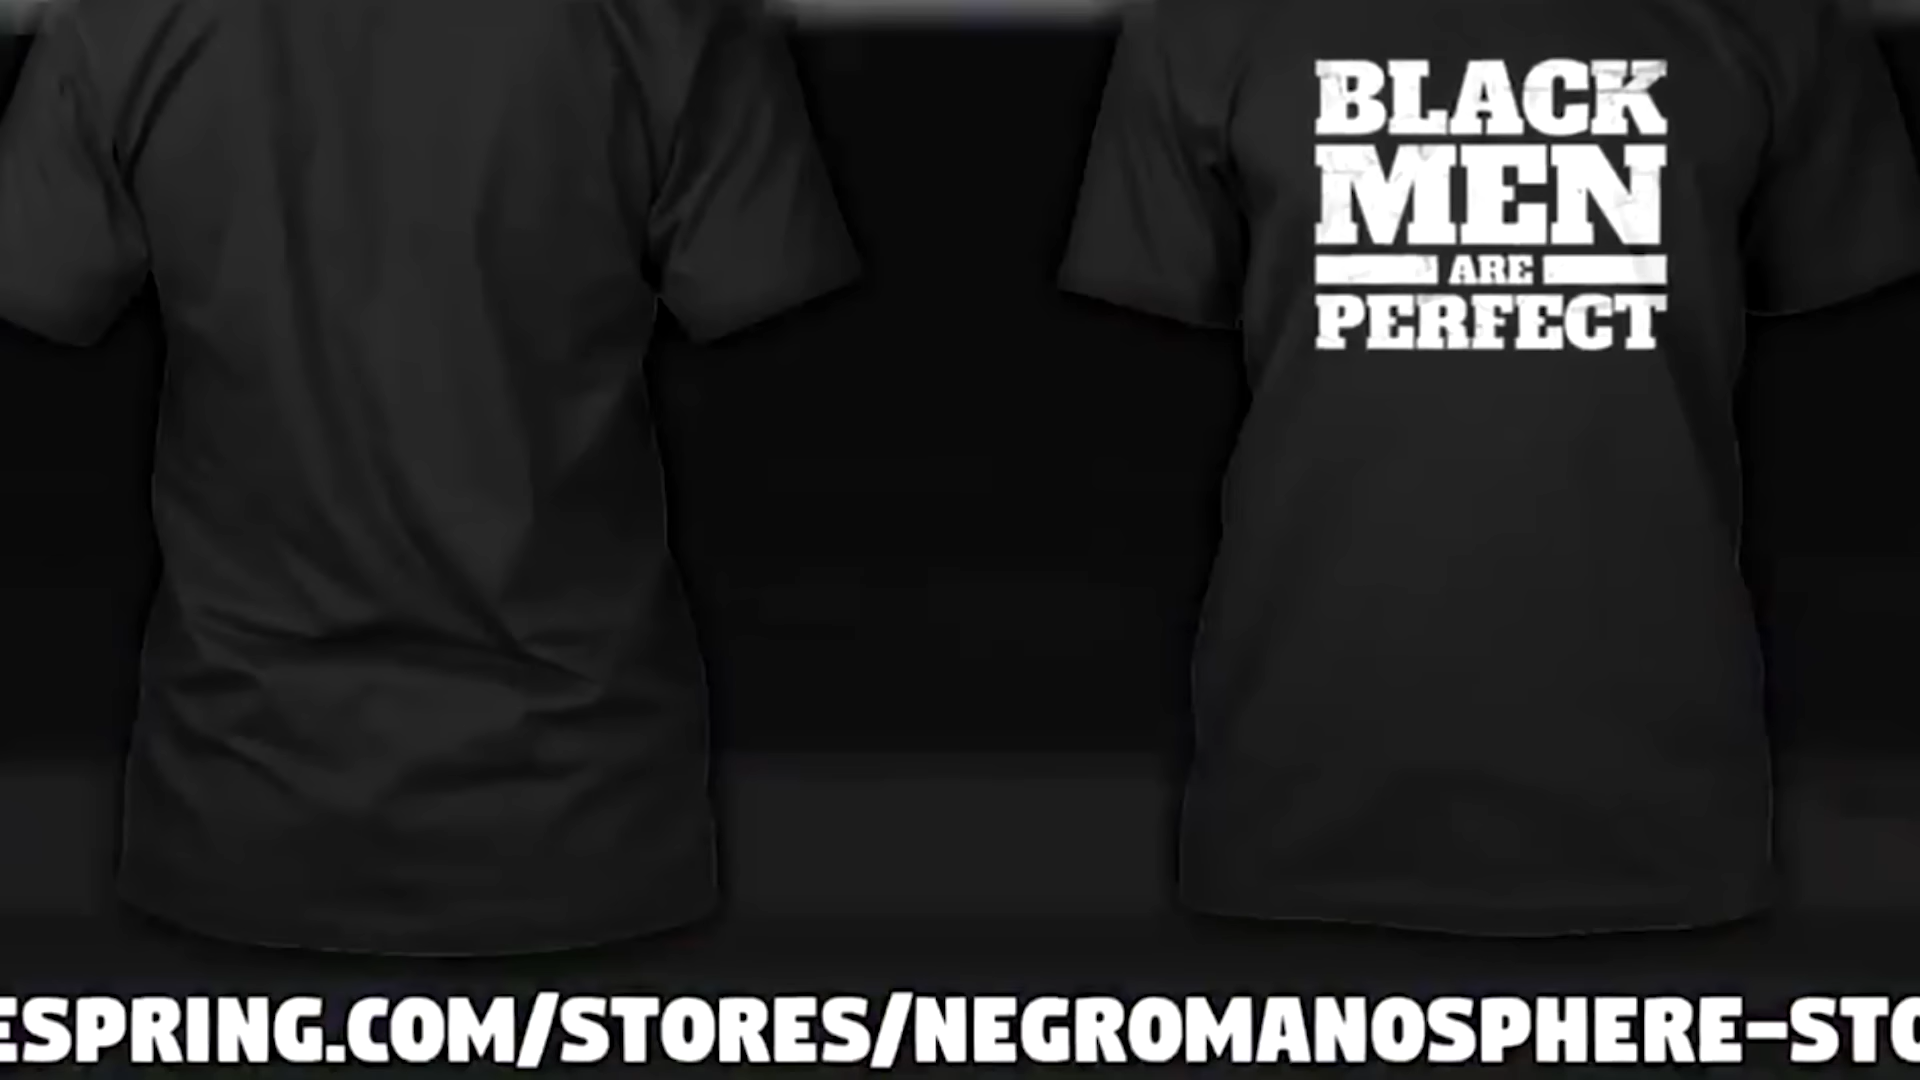 BLACK
MEN
ARE
PERFECT
ESPRING.COM/STORES/NEGROMANOSPHERE-STO